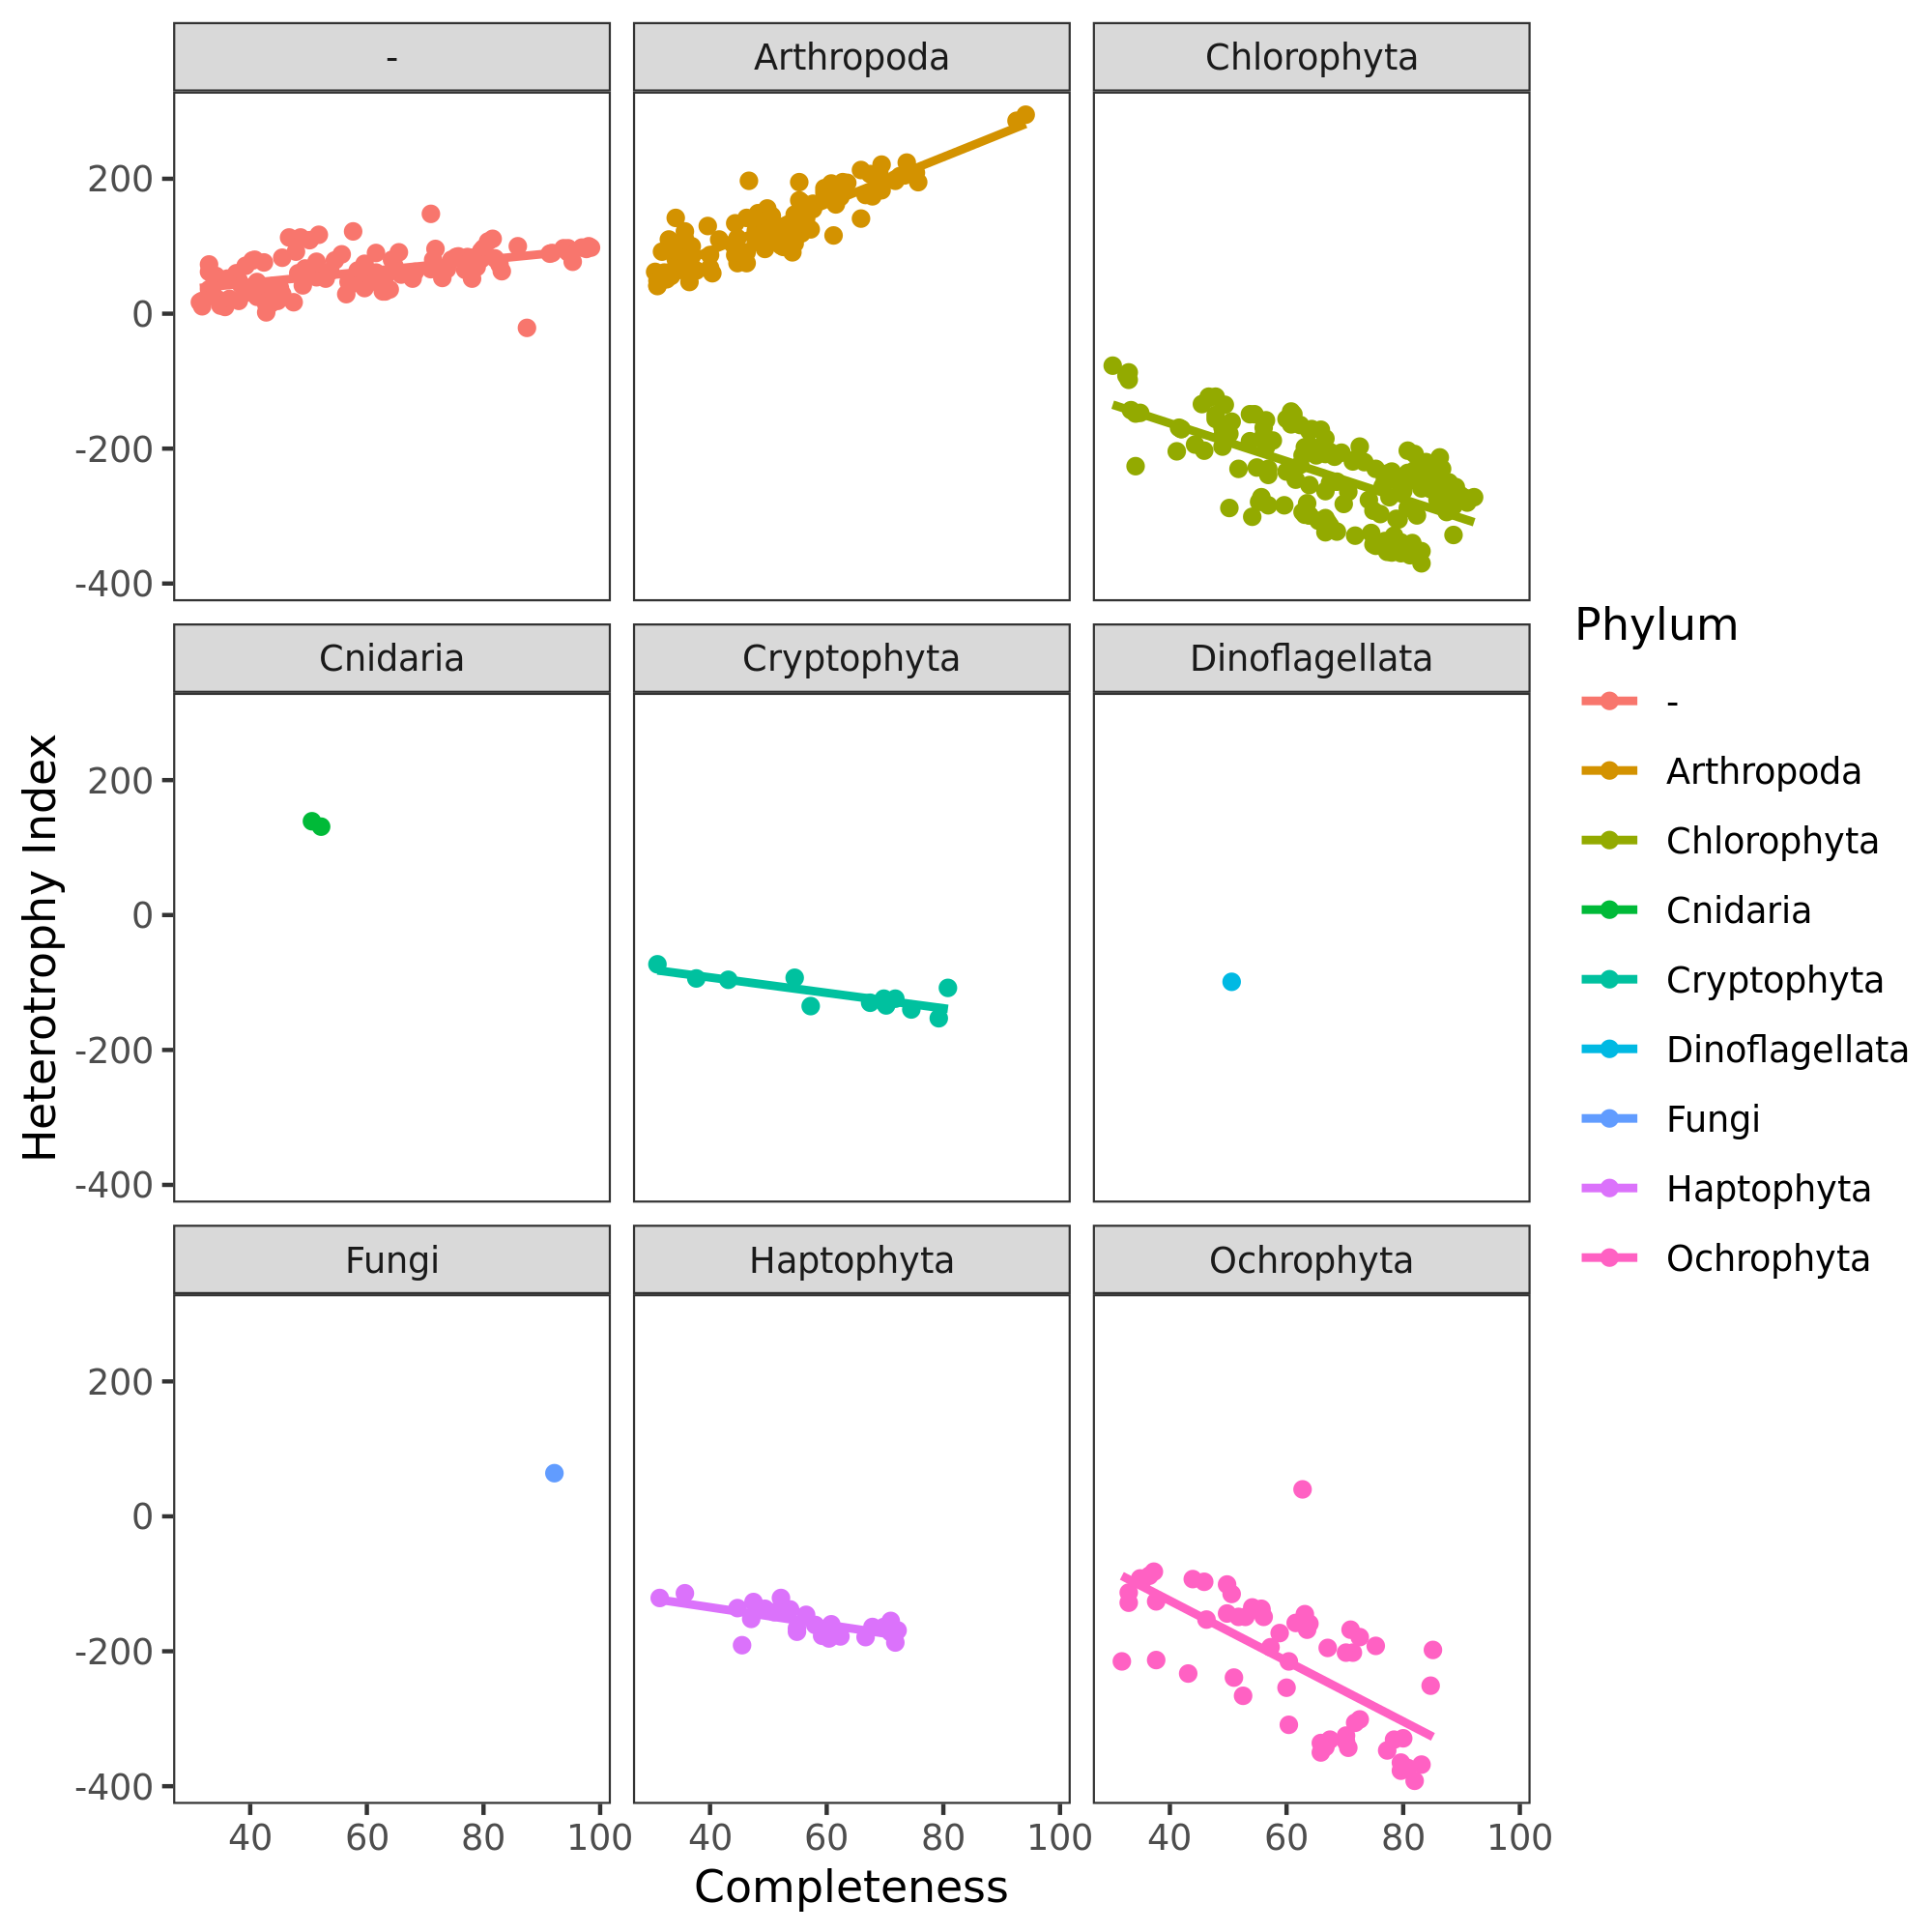 - Arthropoda Chlorophyta
200
0
-200
-400
Cnidaria Cryptophyta Dinoflagellata
200
0
-200
-400
Fungi Haptophyta Ochrophyta
200
0
-200
-400
40 60 80 100 40 60 80 100 40 60 80 100
Completeness
Heterotrophy Index
Phylum
-
Arthropoda
Chlorophyta
Cnidaria
Cryptophyta
Dinoflagellata
Fungi
Haptophyta
Ochrophyta